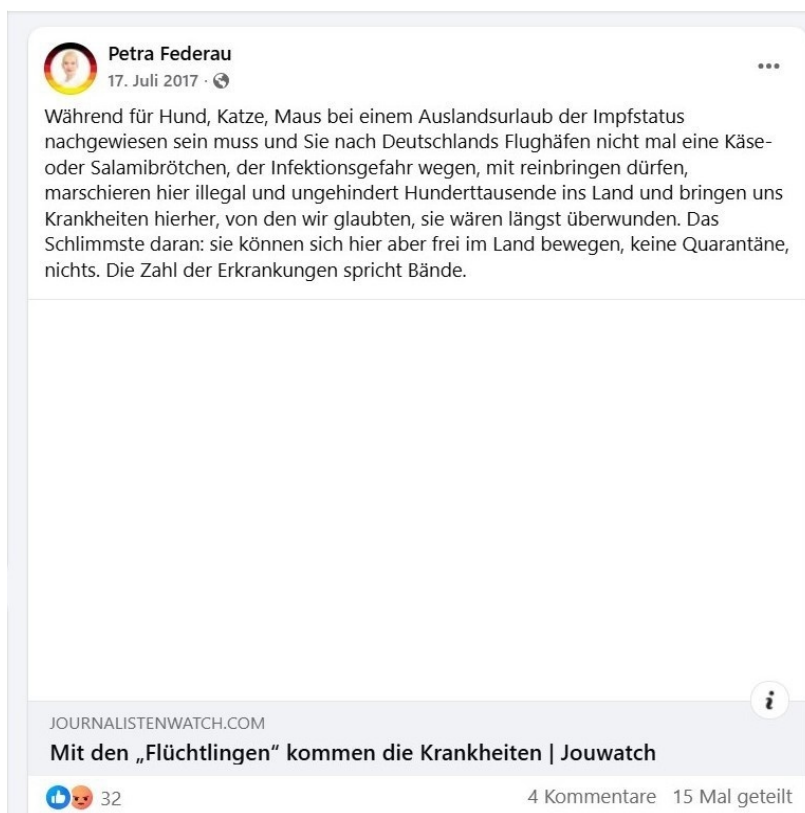 Petra Federau
17. Juli 2017 ·
Während für Hund, Katze, Maus bei einem Auslandsurlaub der Impfstatus
nachgewiesen sein muss und Sie nach Deutschlands Flughäfen nicht mal eine Käse-
oder Salamibrötchen, der Infektionsgefahr wegen, mit reinbringen dürfen,
marschieren hier illegal und ungehindert Hunderttausende ins Land und bringen uns
Krankheiten hierher, von den wir glaubten, sie wären längst überwunden. Das
Schlimmste daran: sie können sich hier aber frei im Land bewegen, keine Quarantäne,
nichts. Die Zahl der Erkrankungen spricht Bände.
JOURNALISTENWATCH.COM
Mit den „Flüchtlingen“ kommen die Krankheiten | Jouwatch
32 4 Kommentare 15 Mal geteilt